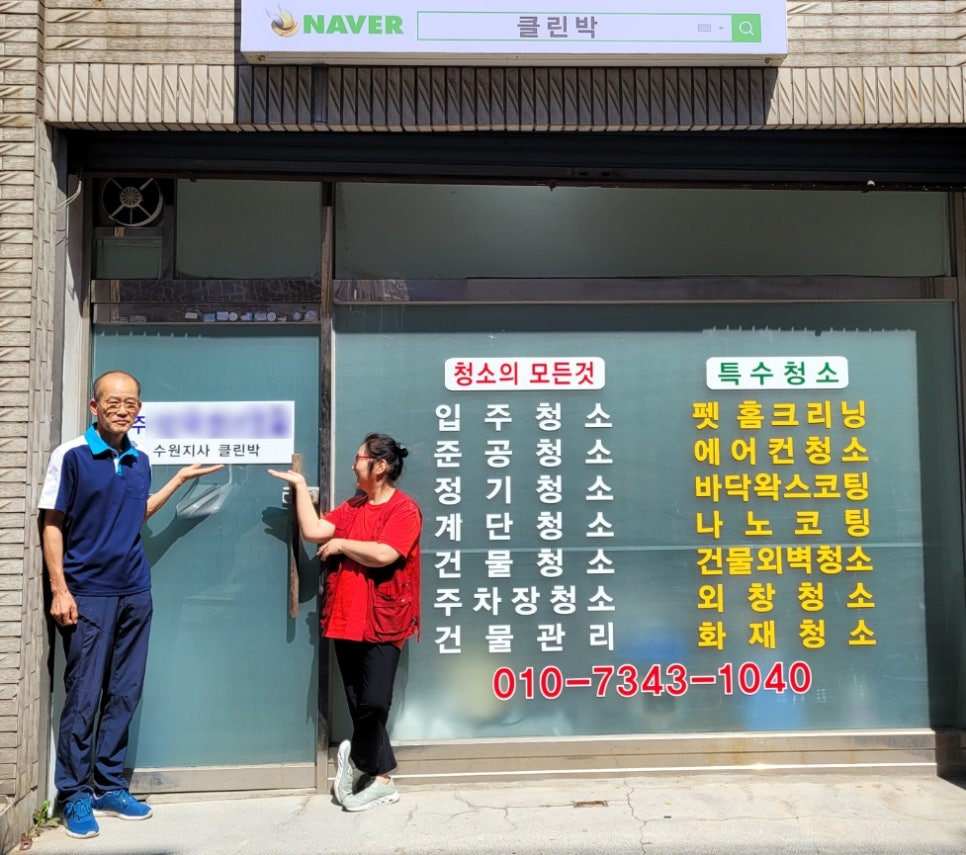 NAVER 클린박
주
수원지사 클린박
청소의 모든것
입주청소
준공청소
정기청소
계단청소
건물청소
주차장청소
건물관리
특수청소
펫 홈크리닝
에어컨청소
바닥왁스코팅
나노코팅
건물외벽청소
외창청소
화재청소
010-7343-1040